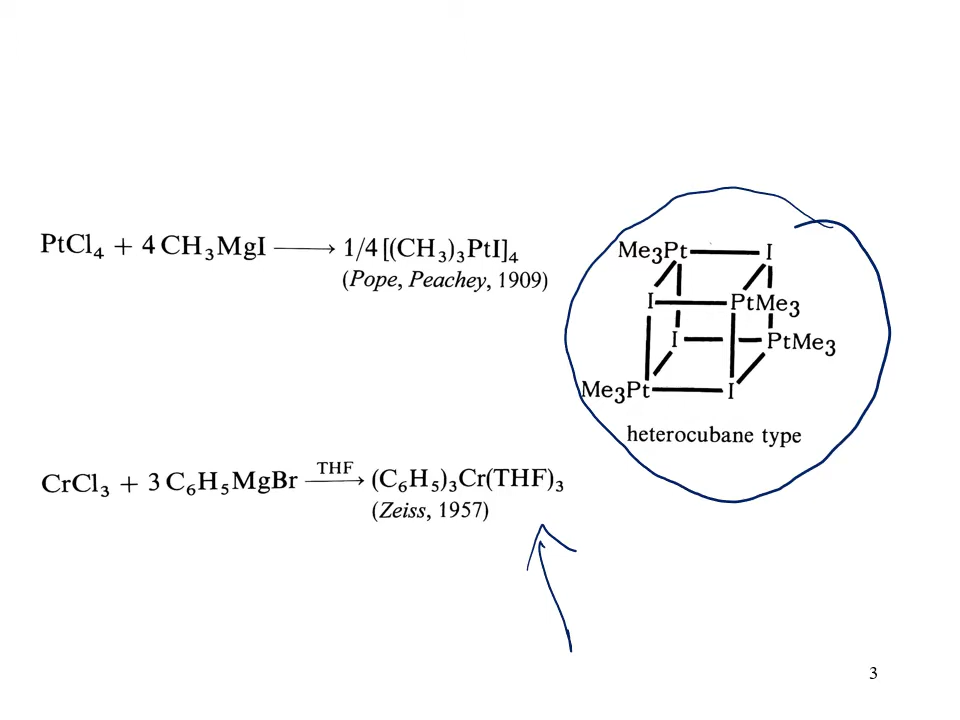 PtCl₄ + 4 CH₃MgI ⟶ 1/4 [(CH₃)₃PtI]₄
(Pope, Peachey, 1909)
Me₃Pt I
I PtMe₃
I PtMe₃
Me₃Pt I
heterocubane type
CrCl₃ + 3 C₆H₅MgBr THF⟶ (C₆H₅)₃Cr(THF)₃
(Zeiss, 1957)
3